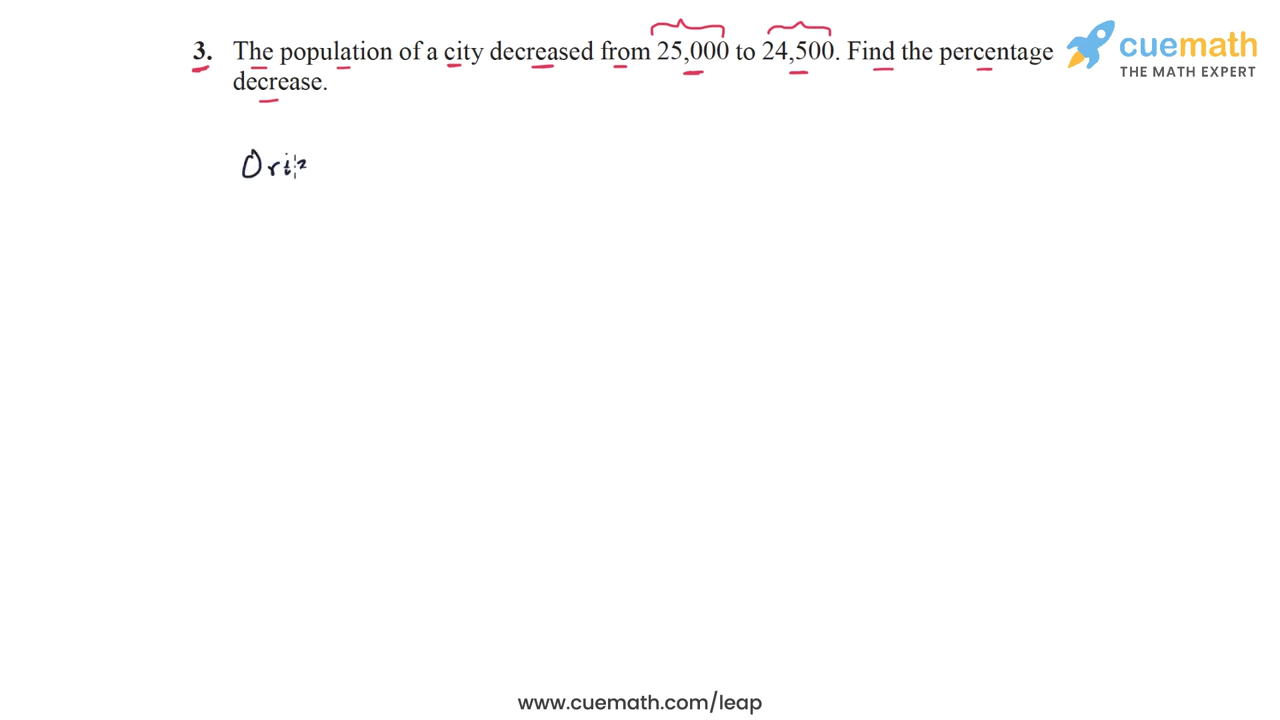 3. The population of a city decreased from 25,000 to 24,500. Find the percentage
decrease.
cuemath
THE MATH EXPERT
Ori
www.cuemath.com/leap